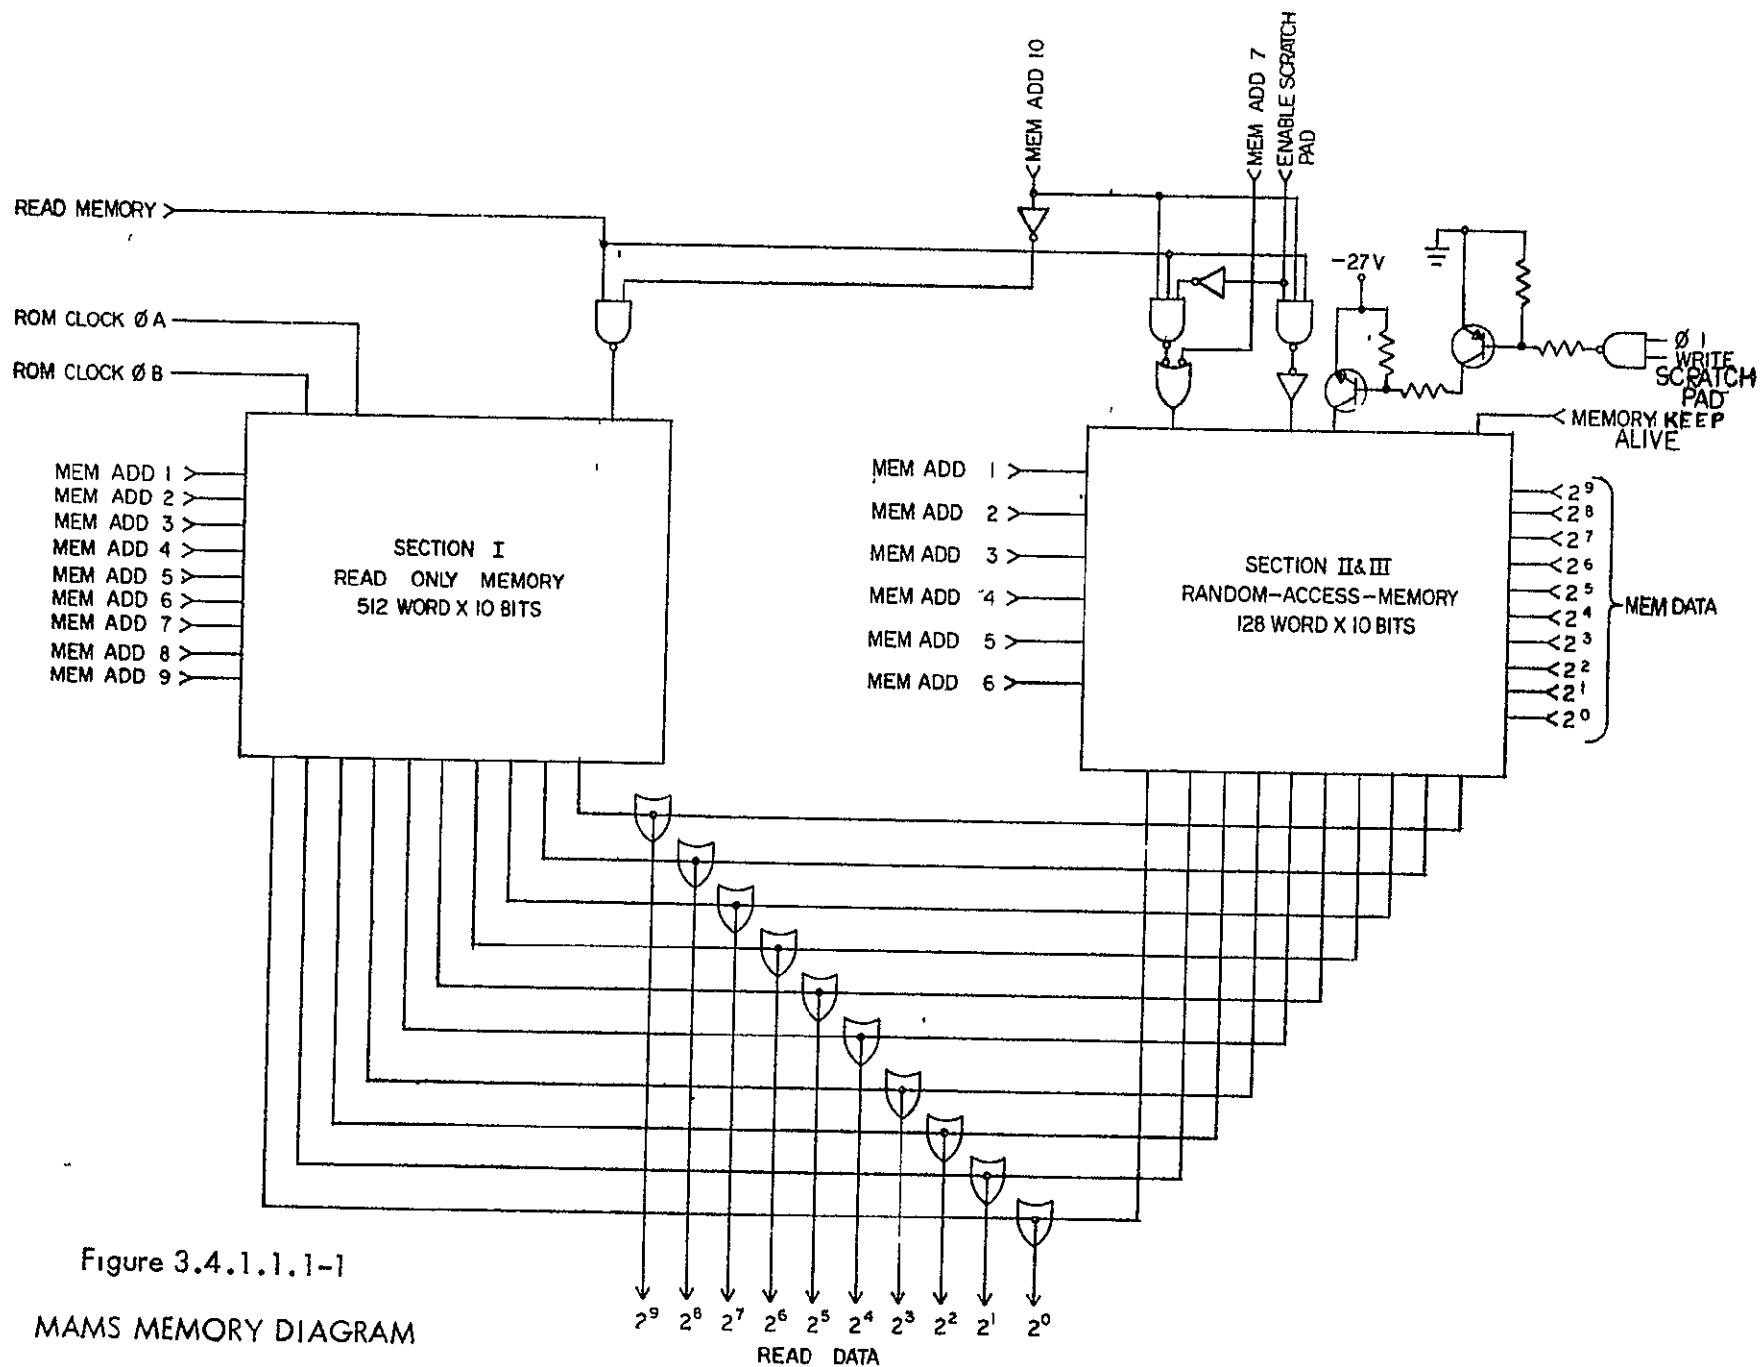 MEM ADD 10
MEM ADD 7
ENABLE SCRATCH
PAD
READ MEMORY
ROM CLOCK Ø A
ROM CLOCK Ø B
-27V
Ø 1
WRITE
SCRATCH
PAD
MEMORY KEEP
ALIVE
MEM ADD 1
MEM ADD 2
MEM ADD 3
MEM ADD 4
MEM ADD 5
MEM ADD 6
MEM ADD 7
MEM ADD 8
MEM ADD 9
SECTION I
READ ONLY MEMORY
512 WORD X 10 BITS
MEM ADD 1
MEM ADD 2
MEM ADD 3
MEM ADD 4
MEM ADD 5
MEM ADD 6
SECTION II & III
RANDOM-ACCESS-MEMORY
128 WORD X 10 BITS
2⁹
2⁸
2⁷
2⁶
2⁵
2⁴
2³
2²
2¹
2⁰
MEM DATA
2⁹ 2⁸ 2⁷ 2⁶ 2⁵ 2⁴ 2³ 2² 2¹ 2⁰
READ DATA
Figure 3.4.1.1.1-1
MAMS MEMORY DIAGRAM